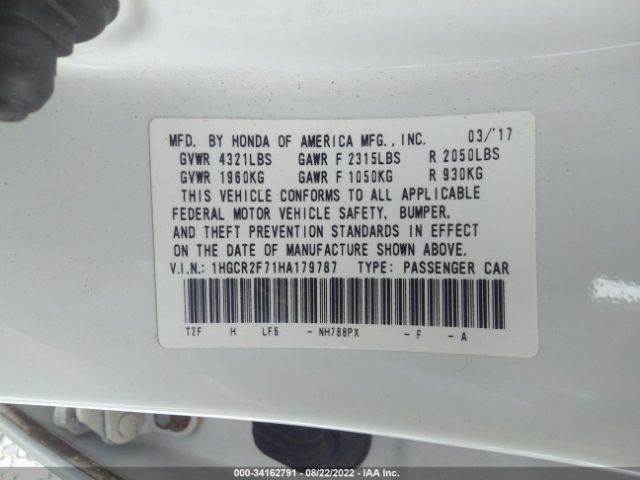 MFD. BY HONDA OF AMERICA MFG., INC. 03/'17
GVWR 4321LBS GAWR F 2315LBS R 2050LBS
GVWR 1960KG GAWR F 1050KG R 930KG
THIS VEHICLE CONFORMS TO ALL APPLICABLE
FEDERAL MOTOR VEHICLE SAFETY, BUMPER,
AND THEFT PREVENTION STANDARDS IN EFFECT
ON THE DATE OF MANUFACTURE SHOWN ABOVE.
V.I.N.: 1HGCR2F71HA179787 TYPE: PASSENGER CAR
T2F H LF6 - NH788PX - F - A
000-34162791 - 08/22/2022 - IAA Inc.